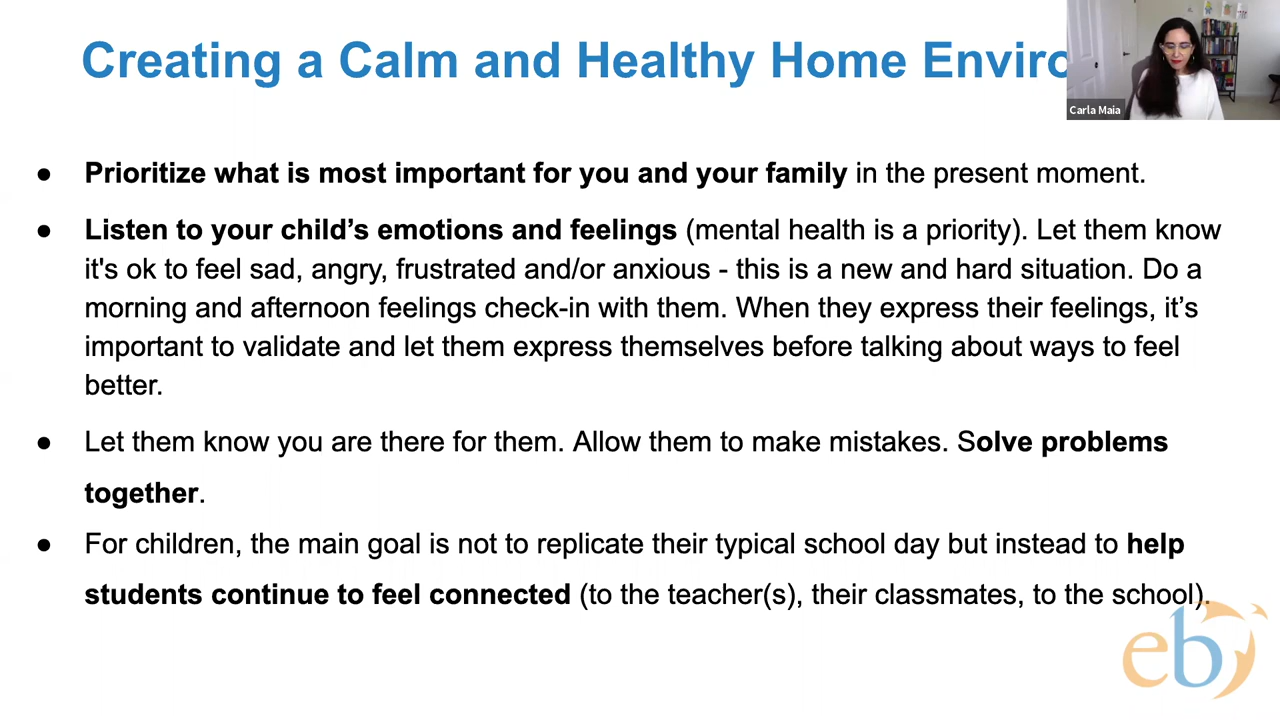 Creating a Calm and Healthy Home Enviro
Carla Maia
● Prioritize what is most important for you and your family in the present moment.
● Listen to your child’s emotions and feelings (mental health is a priority). Let them know
it's ok to feel sad, angry, frustrated and/or anxious - this is a new and hard situation. Do a
morning and afternoon feelings check-in with them. When they express their feelings, it’s
important to validate and let them express themselves before talking about ways to feel
better.
● Let them know you are there for them. Allow them to make mistakes. Solve problems
together.
● For children, the main goal is not to replicate their typical school day but instead to help
students continue to feel connected (to the teacher(s), their classmates, to the school).
eb